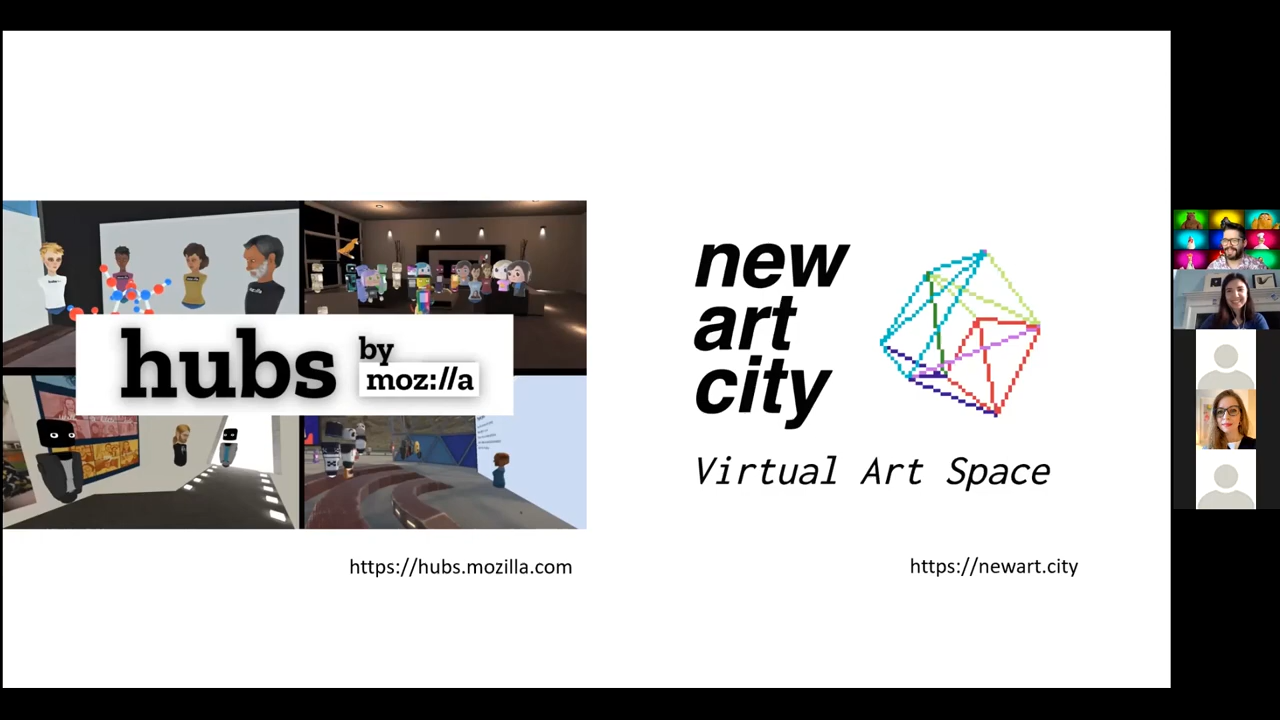 hubs
by
moz://a
https://hubs.mozilla.com
new
art
city
Virtual Art Space
https://newart.city